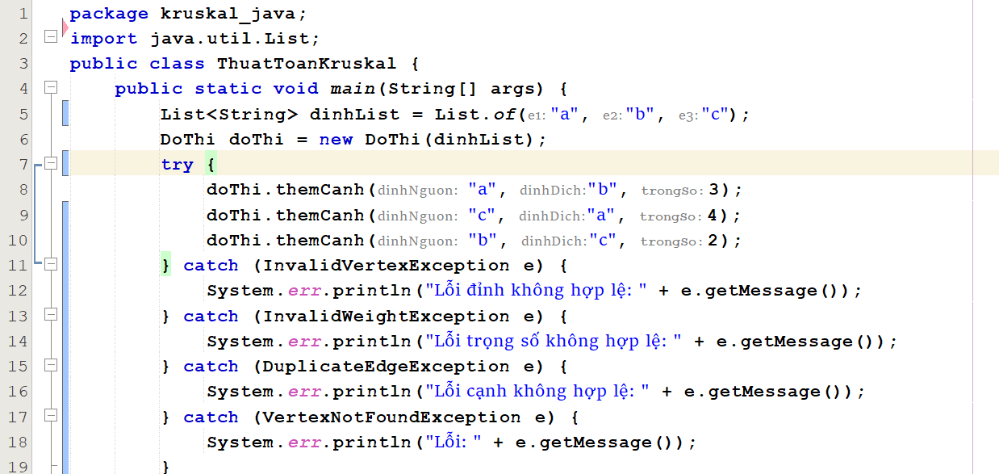 1 package kruskal_java;
2 import java.util.List;
3 public class ThuatToanKruskal {
4 public static void main(String[] args) {
5 List<String> dinhList = List.of(e1: "a", e2: "b", e3: "c");
6 DoThi doThi = new DoThi(dinhList);
7 try {
8 doThi.themCanh(dinhNguon: "a", dinhDich: "b", trongSo: 3);
9 doThi.themCanh(dinhNguon: "c", dinhDich: "a", trongSo: 4);
10 doThi.themCanh(dinhNguon: "b", dinhDich: "c", trongSo: 2);
11 } catch (InvalidVertexException e) {
12 System.err.println("Lỗi đỉnh không hợp lệ: " + e.getMessage());
13 } catch (InvalidWeightException e) {
14 System.err.println("Lỗi trọng số không hợp lệ: " + e.getMessage());
15 } catch (DuplicateEdgeException e) {
16 System.err.println("Lỗi cạnh không hợp lệ: " + e.getMessage());
17 } catch (VertexNotFoundException e) {
18 System.err.println("Lỗi: " + e.getMessage());
19 }